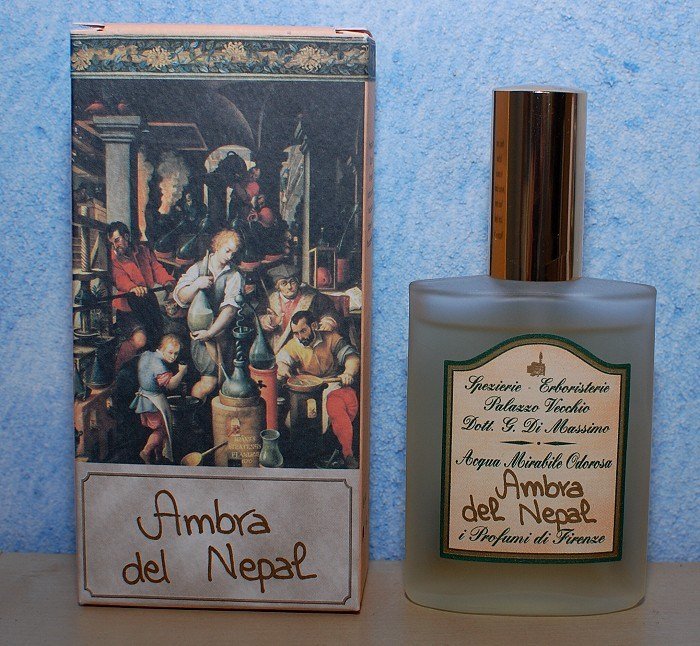 Ambra
del Nepal
Spezierie - Erboristerie
Palazzo Vecchio
Dott. G. Di Massimo
Acqua Mirabile Odorosa
Ambra
del Nepal
i Profumi di Firenze